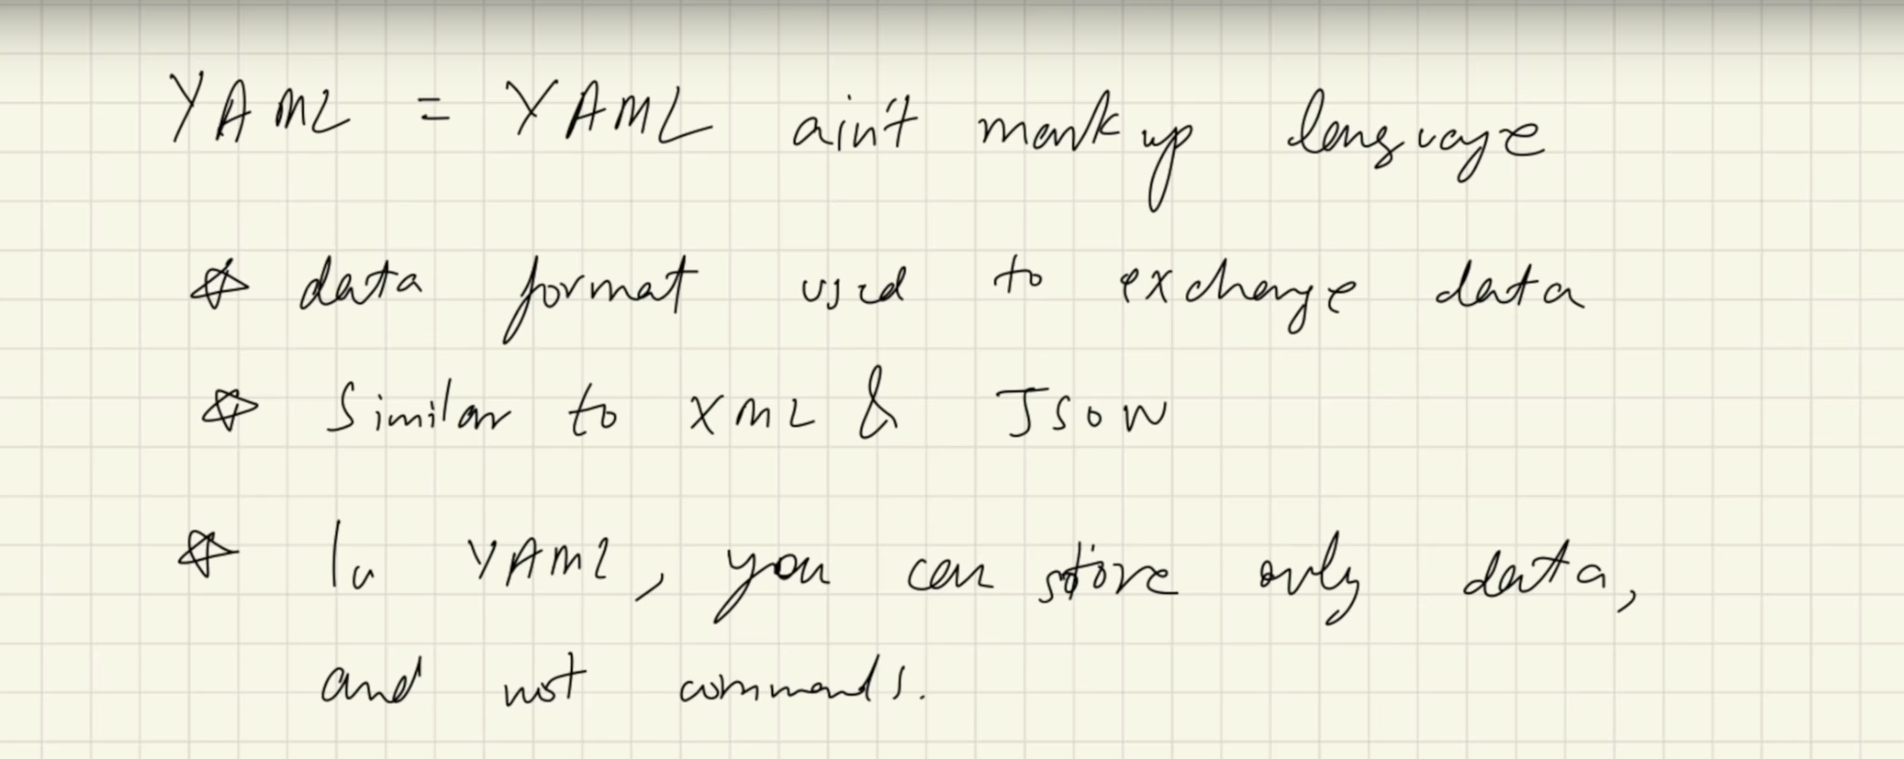 YAML = YAML ain't markup language
☆ data format used to exchange data
☆ Similar to XML & JSON
☆ In YAML, you can store only data,
and not commands.